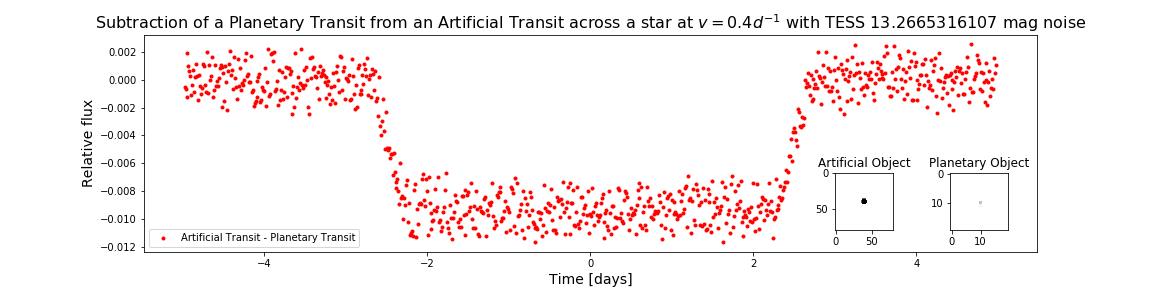 Subtraction of a Planetary Transit from an Artificial Transit across a star at v = 0.4d⁻¹ with TESS 13.2665316107 mag noise
Relative flux
0.002
0.000
−0.002
−0.004
−0.006
−0.008
−0.010
−0.012
Artificial Transit - Planetary Transit
Artificial Object
0
50
0 50
Planetary Object
0
10
0 10
−4 −2 0 2 4
Time [days]